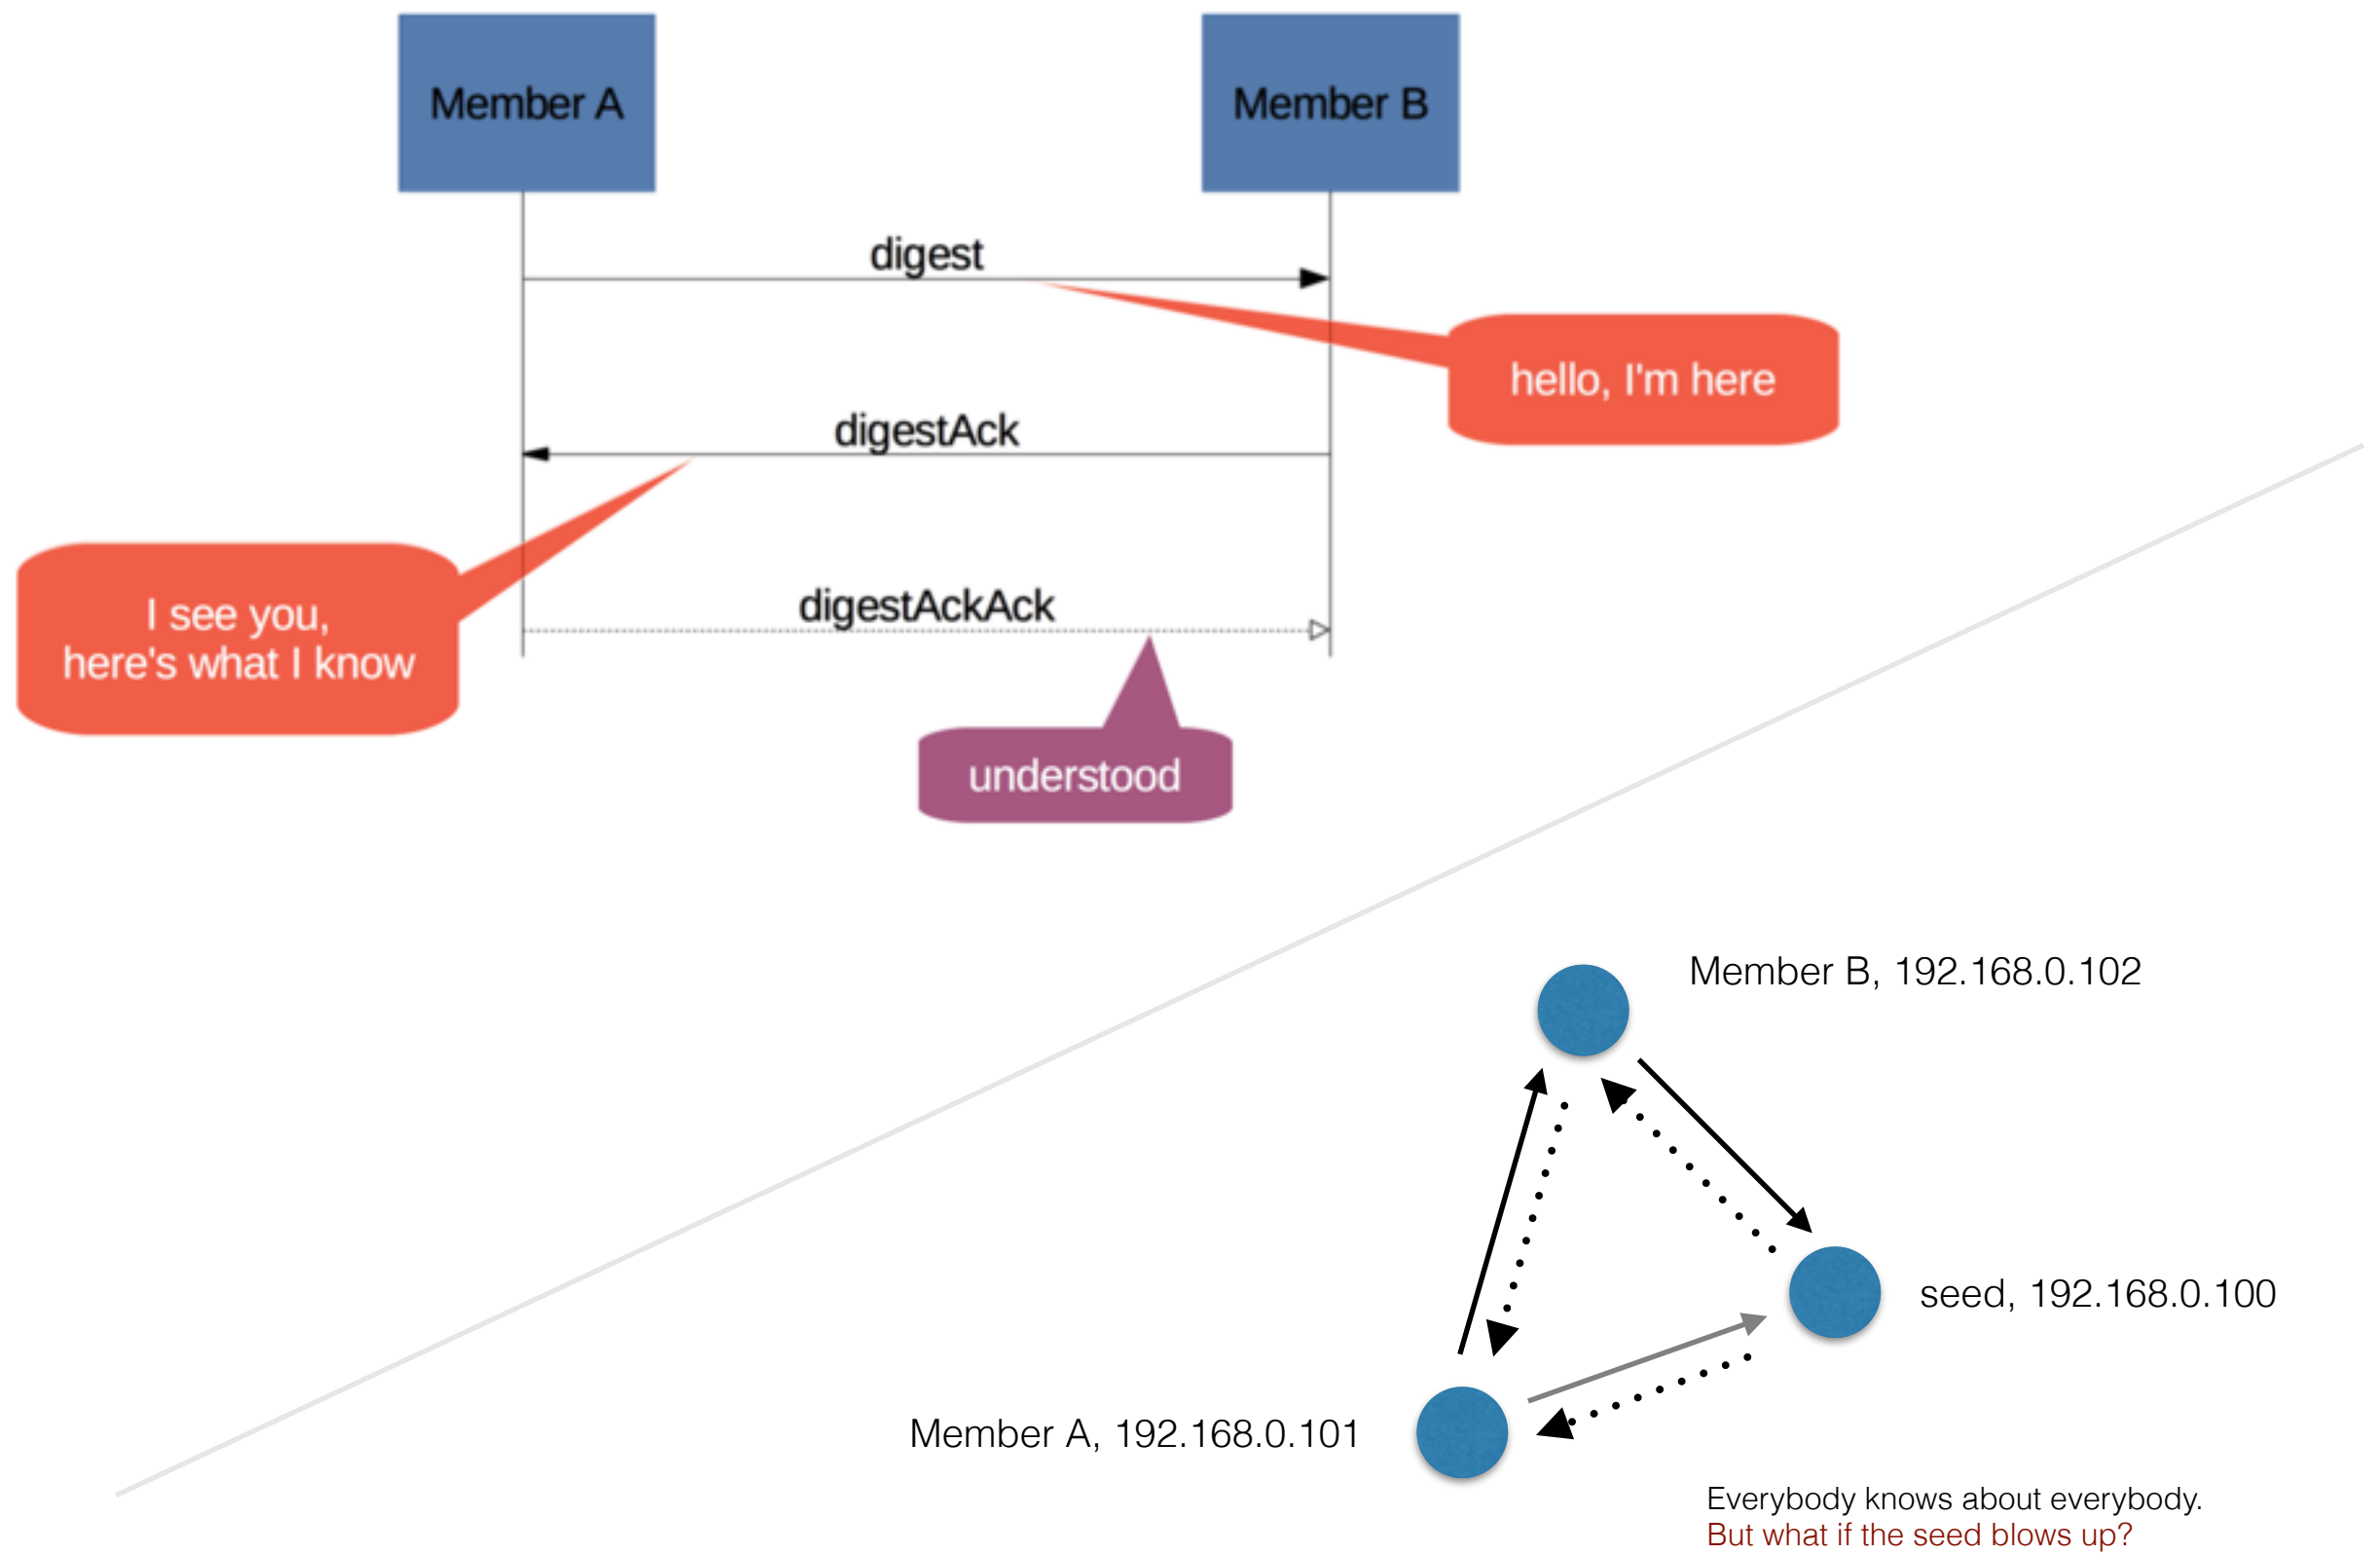 Member A
Member B
digest
hello, I'm here
digestAck
I see you,
here's what I know
digestAckAck
understood
Member B, 192.168.0.102
seed, 192.168.0.100
Member A, 192.168.0.101
Everybody knows about everybody.
But what if the seed blows up?